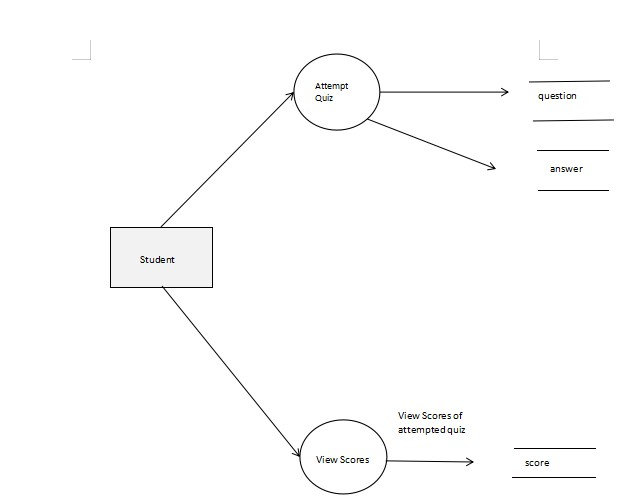 Attempt
Quiz
question
answer
Student
View Scores of
attempted quiz
View Scores
score